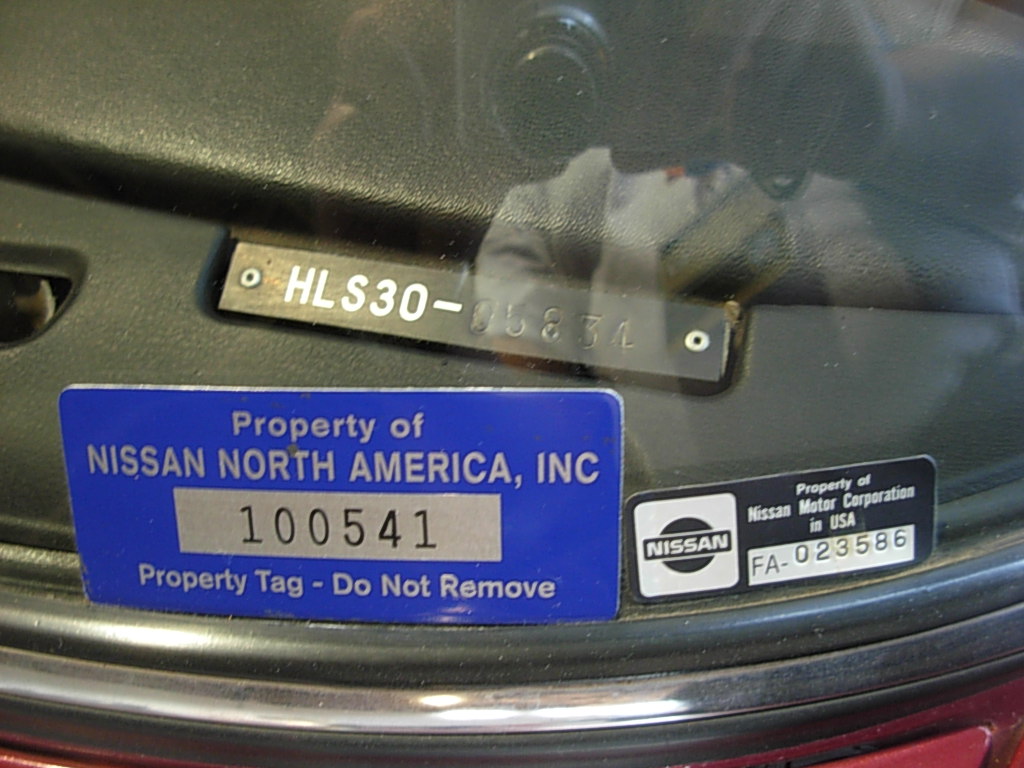 HLS30-05834
Property of
NISSAN NORTH AMERICA, INC
100541
Property Tag - Do Not Remove
Property of
Nissan Motor Corporation
in USA
NISSAN
FA-023586